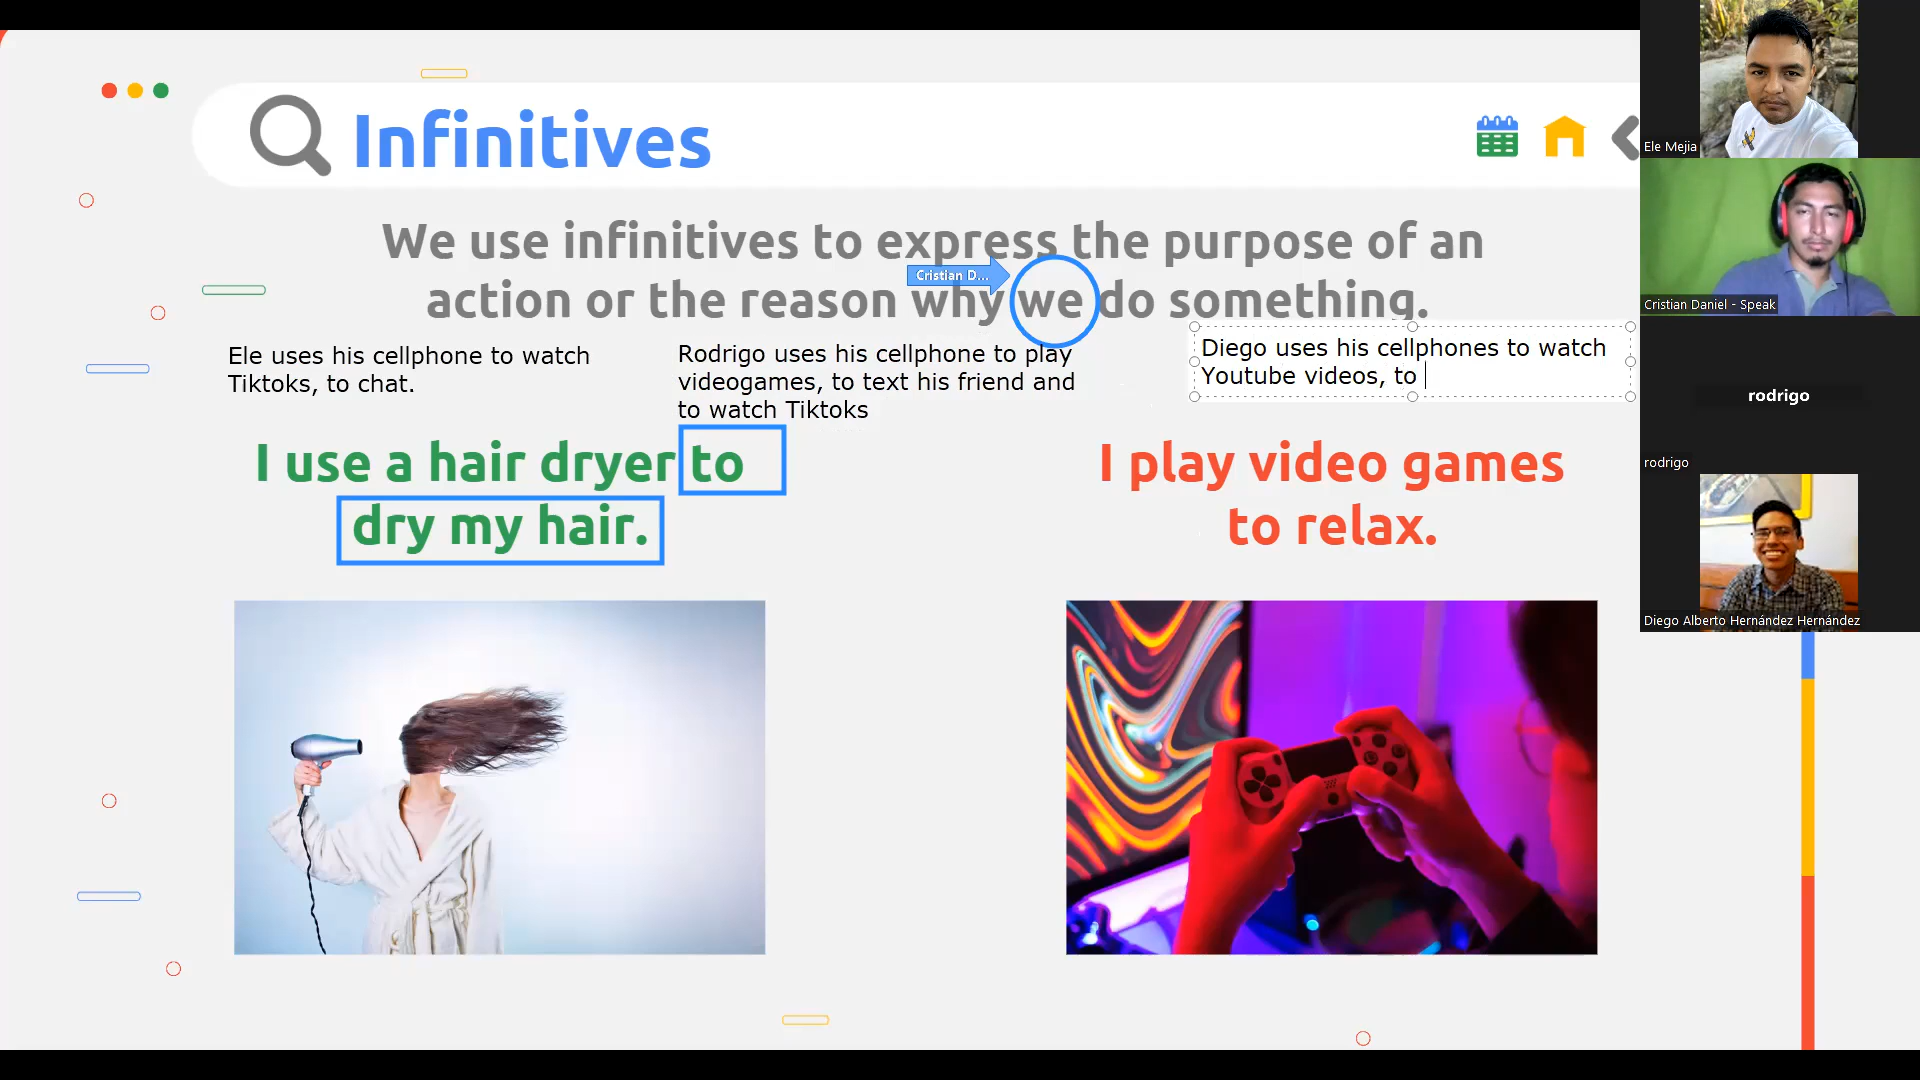 Infinitives
We use infinitives to express the purpose of an
action or the reason why we do something.
Cristian D...
Ele uses his cellphone to watch
Tiktoks, to chat.
Rodrigo uses his cellphone to play
videogames, to text his friend and
to watch Tiktoks
Diego uses his cellphones to watch
Youtube videos, to
I use a hair dryer to
dry my hair.
I play video games
to relax.
Ele Mejia
Cristian Daniel - Speak
rodrigo
rodrigo
Diego Alberto Hernández Hernández